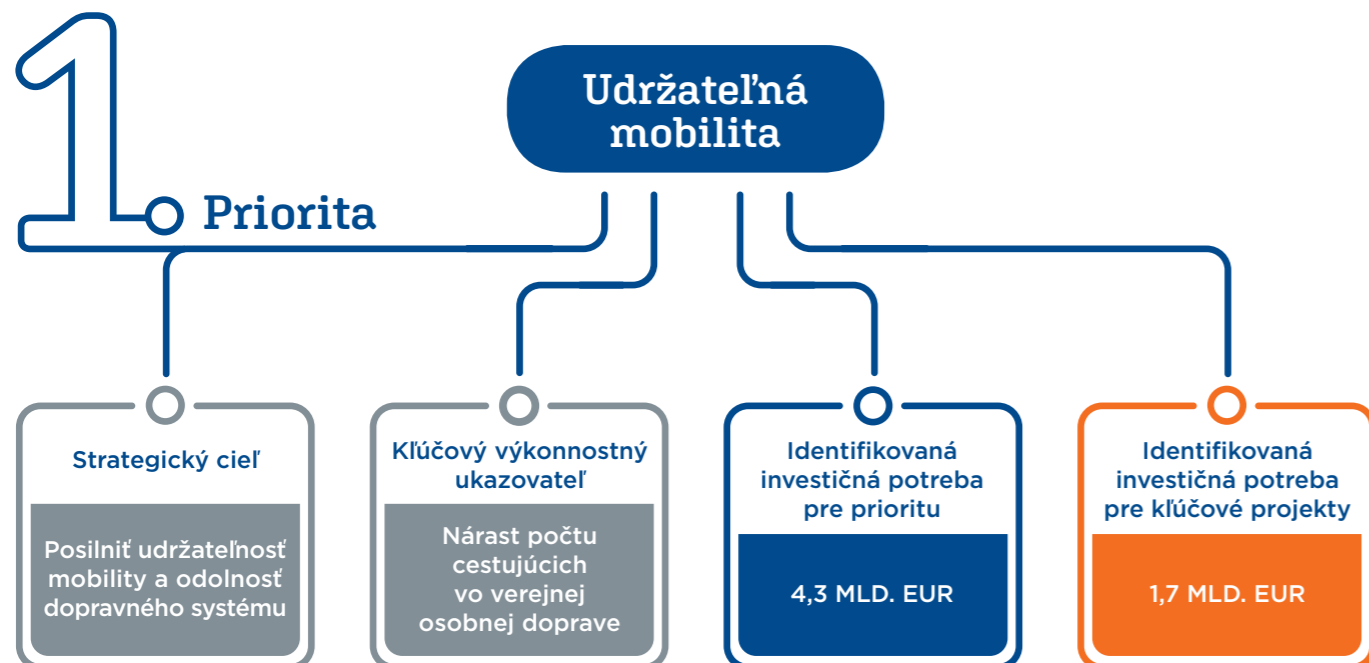 1
Priorita
Udržateľná
mobilita
Strategický cieľ
Posilniť udržateľnosť
mobility a odolnosť
dopravného systému
Kľúčový výkonnostný
ukazovateľ
Nárast počtu
cestujúcich
vo verejnej
osobnej doprave
Identifikovaná
investičná potreba
pre prioritu
4,3 MLD. EUR
Identifikovaná
investičná potreba
pre kľúčové projekty
1,7 MLD. EUR